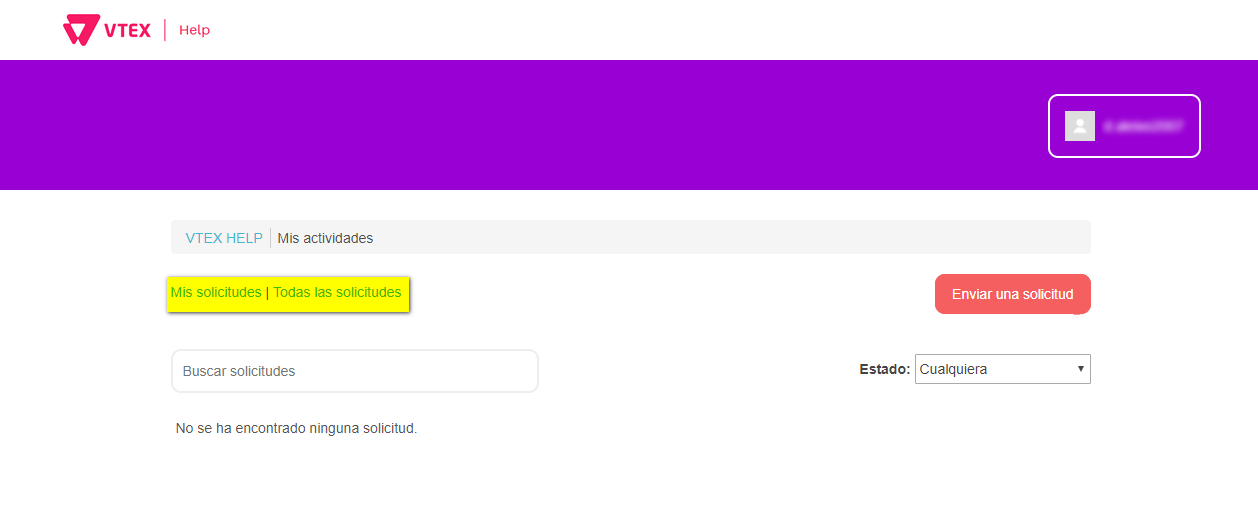 VTEX | Help
VTEX HELP | Mis actividades
Mis solicitudes | Todas las solicitudes
Enviar una solicitud
Buscar solicitudes
Estado: Cualquiera
No se ha encontrado ninguna solicitud.